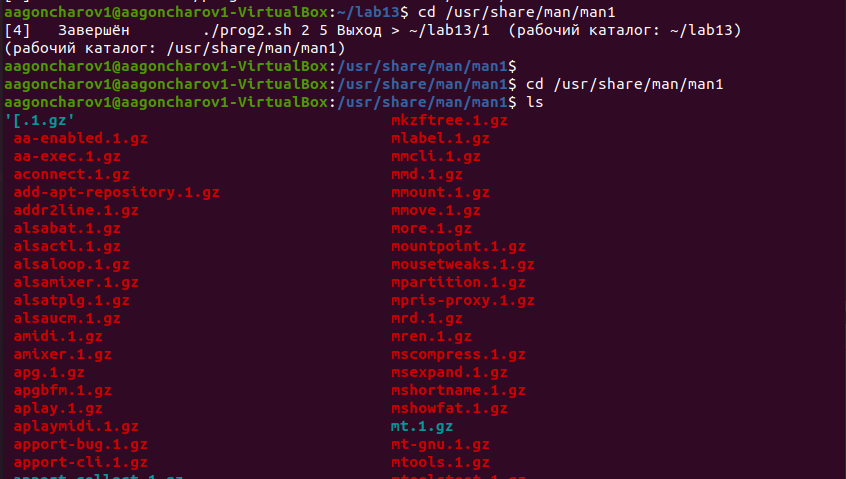 aagoncharov1@aagoncharov1-VirtualBox:~/lab13$ cd /usr/share/man/man1
[4]   Завершён        ./prog2.sh 2 5 Выход > ~/lab13/1  (рабочий каталог: ~/lab13)
(рабочий каталог: /usr/share/man/man1)
aagoncharov1@aagoncharov1-VirtualBox:/usr/share/man/man1$
aagoncharov1@aagoncharov1-VirtualBox:/usr/share/man/man1$ cd /usr/share/man/man1
aagoncharov1@aagoncharov1-VirtualBox:/usr/share/man/man1$ ls
'[.1.gz' mkzftree.1.gz
aa-enabled.1.gz mlabel.1.gz
aa-exec.1.gz mmcli.1.gz
aconnect.1.gz mmd.1.gz
add-apt-repository.1.gz mmount.1.gz
addr2line.1.gz mmove.1.gz
alsabat.1.gz more.1.gz
alsactl.1.gz mountpoint.1.gz
alsaloop.1.gz mousetweaks.1.gz
alsamixer.1.gz mpartition.1.gz
alsatplg.1.gz mpris-proxy.1.gz
alsaucm.1.gz mrd.1.gz
amidi.1.gz mren.1.gz
amixer.1.gz mscompress.1.gz
apg.1.gz msexpand.1.gz
apgbfm.1.gz mshortname.1.gz
aplay.1.gz mshowfat.1.gz
aplaymidi.1.gz mt.1.gz
apport-bug.1.gz mt-gnu.1.gz
apport-cli.1.gz mtools.1.gz
apport-collect.1.gz mtoolstest.1.gz